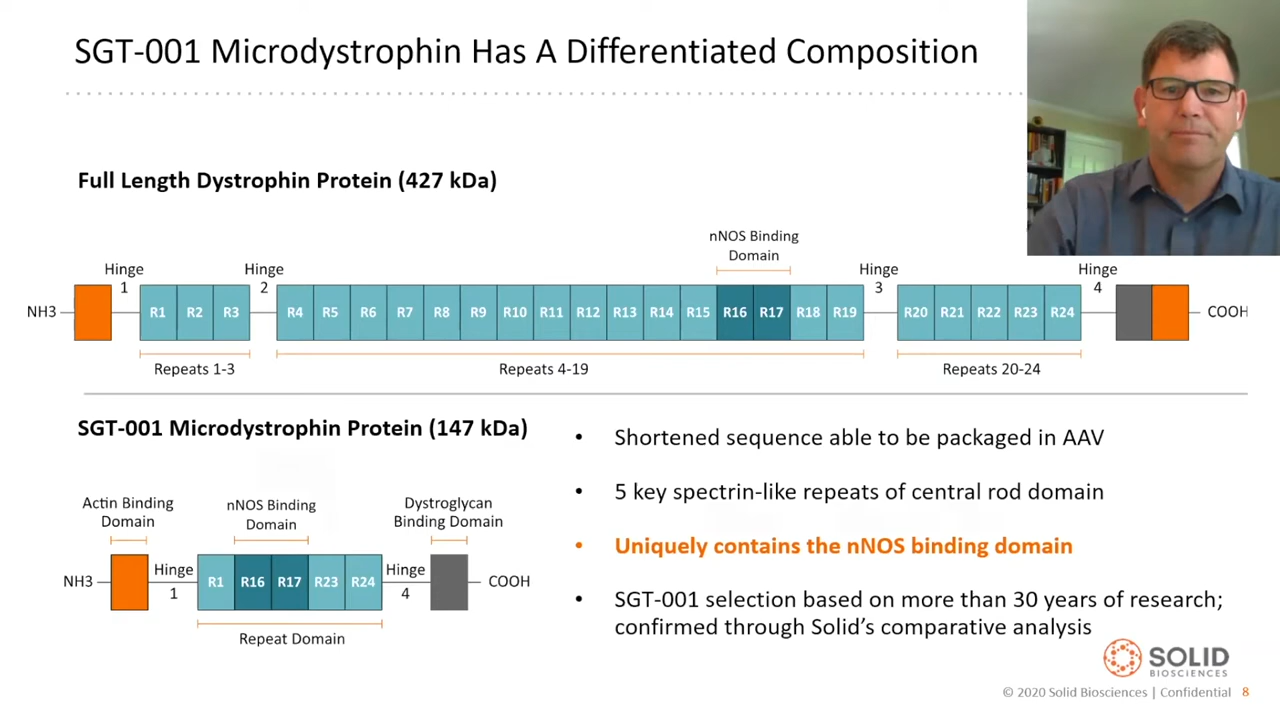 SGT-001 Microdystrophin Has A Differentiated Composition
Full Length Dystrophin Protein (427 kDa)
nNOS Binding
Domain
Hinge
1
Hinge
2
Hinge
3
Hinge
4
NH3
R1 R2 R3
R4 R5 R6 R7 R8 R9 R10 R11 R12 R13 R14 R15 R16 R17 R18 R19
R20 R21 R22 R23 R24
COOH
Repeats 1-3
Repeats 4-19
Repeats 20-24
SGT-001 Microdystrophin Protein (147 kDa)
Actin Binding
Domain
nNOS Binding
Domain
Dystroglycan
Binding Domain
NH3
Hinge
1
R1 R16 R17 R23 R24
Hinge
4
COOH
Repeat Domain
• Shortened sequence able to be packaged in AAV
• 5 key spectrin-like repeats of central rod domain
• Uniquely contains the nNOS binding domain
• SGT-001 selection based on more than 30 years of research;
confirmed through Solid's comparative analysis
SOLID
BIOSCIENCES
© 2020 Solid Biosciences | Confidential 8